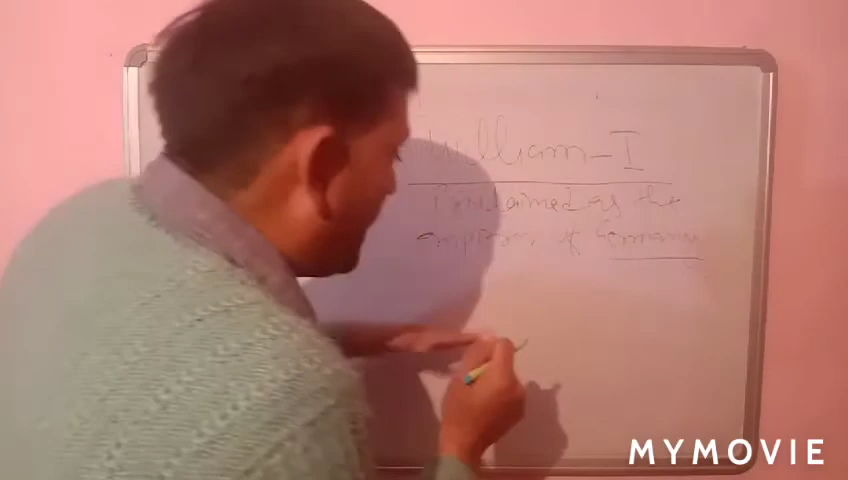 William-I
Proclaimed as the
emperor of Germany
MYMOVIE